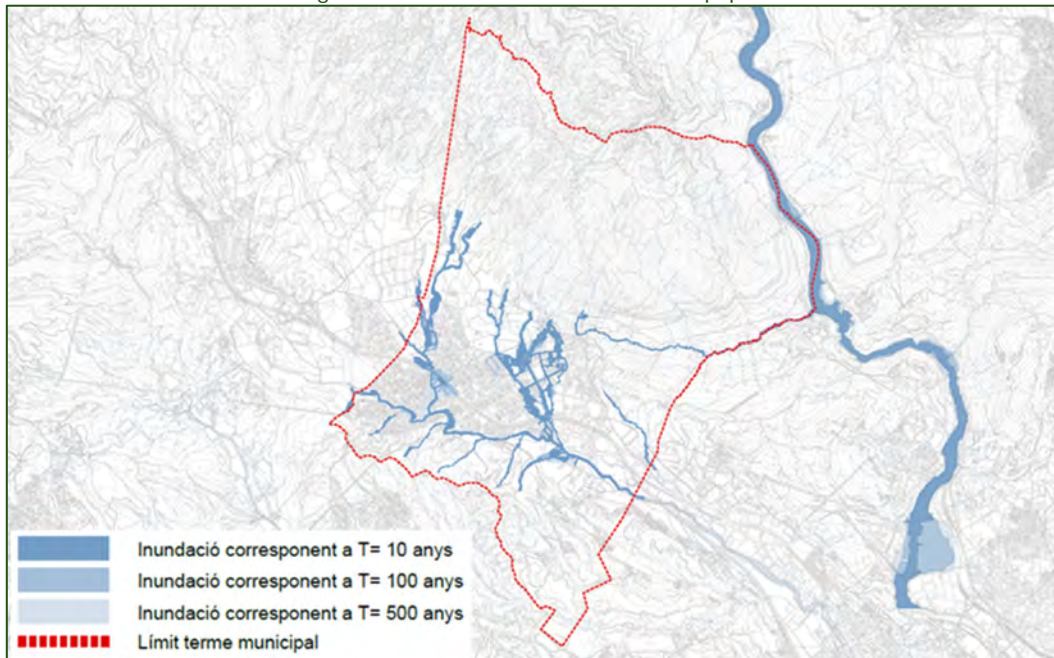 Inundació corresponent a T= 10 anys
Inundació corresponent a T= 100 anys
Inundació corresponent a T= 500 anys
Límit terme municipal